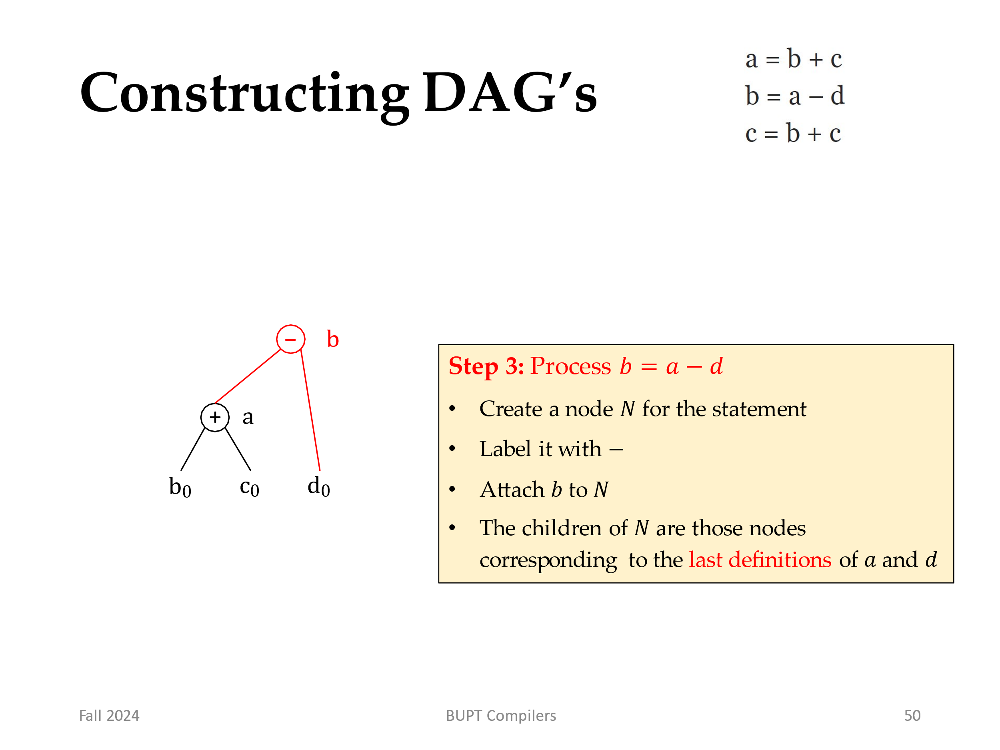 Constructing DAG’s
a = b + c
b = a − d
c = b + c
− b
+ a
b₀ c₀ d₀
Step 3: Process b = a − d
• Create a node N for the statement
• Label it with −
• Attach b to N
• The children of N are those nodes
corresponding to the last definitions of a and d
Fall 2024
BUPT Compilers
50